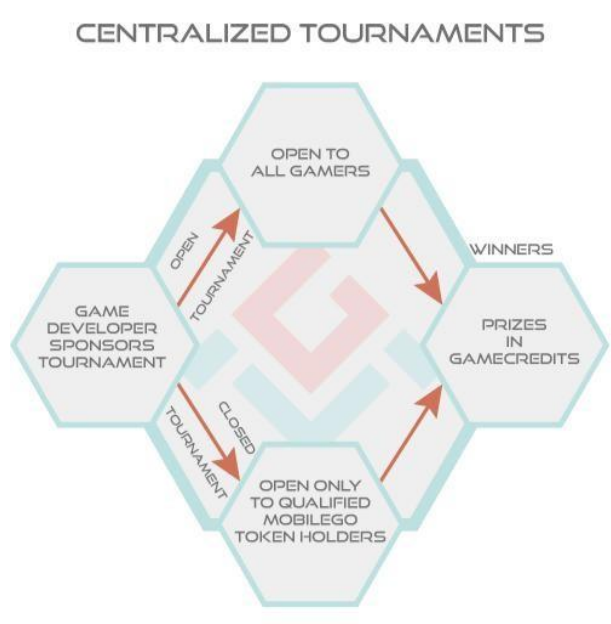 CENTRALIZED TOURNAMENTS
OPEN TO
ALL GAMERS
OPEN
TOURNAMENT
WINNERS
GAME
DEVELOPER
SPONSORS
TOURNAMENT
PRIZES
IN
GAMECREDITS
CLOSED
TOURNAMENT
OPEN ONLY
TO QUALIFIED
MOBILEGO
TOKEN HOLDERS